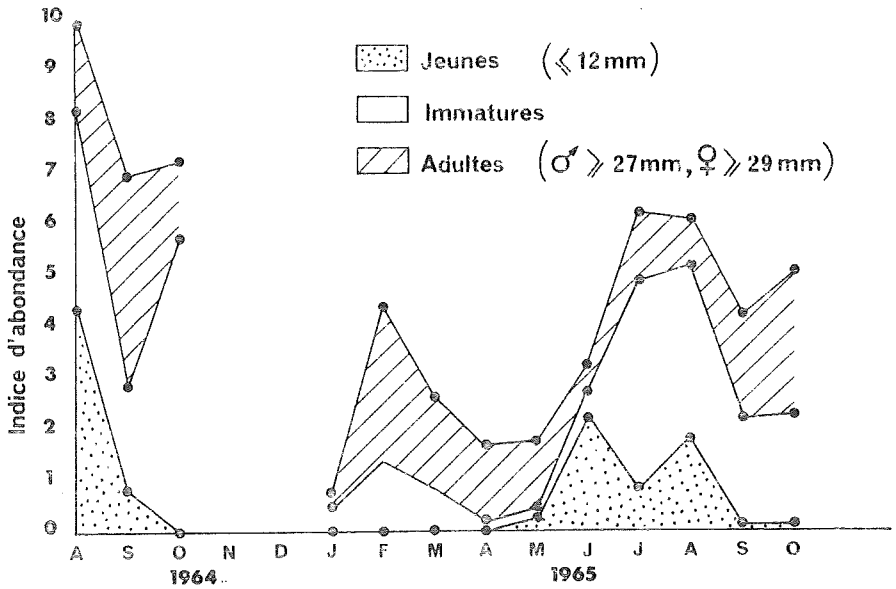 Indice d'abondance
10
9
8
7
6
5
4
3
2
1
0
Jeunes (⩽ 12 mm)
Immatures
Adultes (♂ ⩾ 27 mm, ♀ ⩾ 29 mm)
A S O N D J F M A M J J A S O
1964 1965